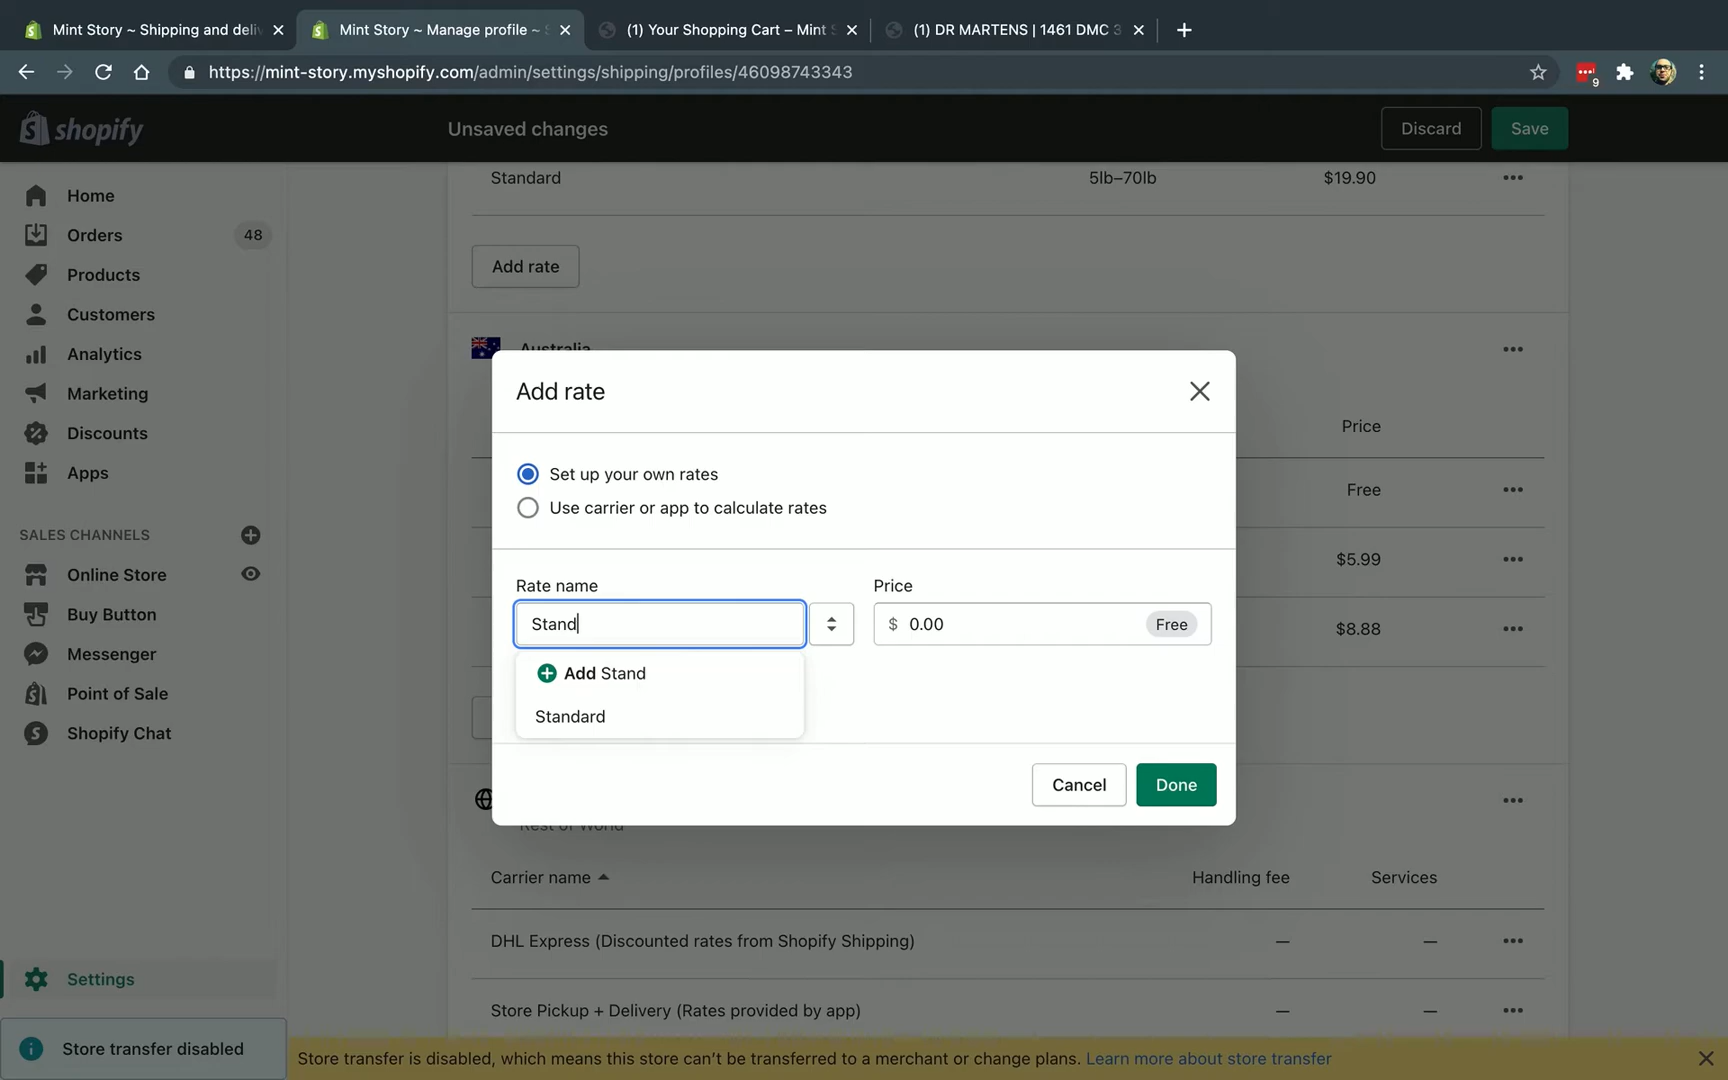 Mint Story ~ Shipping and deliv
Mint Story ~ Manage profile ~ S
(1) Your Shopping Cart – Mint S
(1) DR MARTENS | 1461 DMC 3
https://mint-story.myshopify.com/admin/settings/shipping/profiles/46098743343
9
shopify
Unsaved changes
Discard
Save
Home
Orders
48
Products
Customers
Analytics
Marketing
Discounts
Apps
SALES CHANNELS
Online Store
Buy Button
Messenger
Point of Sale
Shopify Chat
Settings
Store transfer disabled
Standard
5lb–70lb
$19.90
Add rate
Australia
Price
Free
$5.99
$8.88
Add rate
Set up your own rates
Use carrier or app to calculate rates
Rate name
Price
Stand
$ 0.00
Free
Add Stand
Standard
Cancel
Done
Rest of World
Carrier name
Handling fee
Services
DHL Express (Discounted rates from Shopify Shipping)
—
—
Store Pickup + Delivery (Rates provided by app)
—
—
Store transfer is disabled, which means this store can't be transferred to a merchant or change plans. Learn more about store transfer